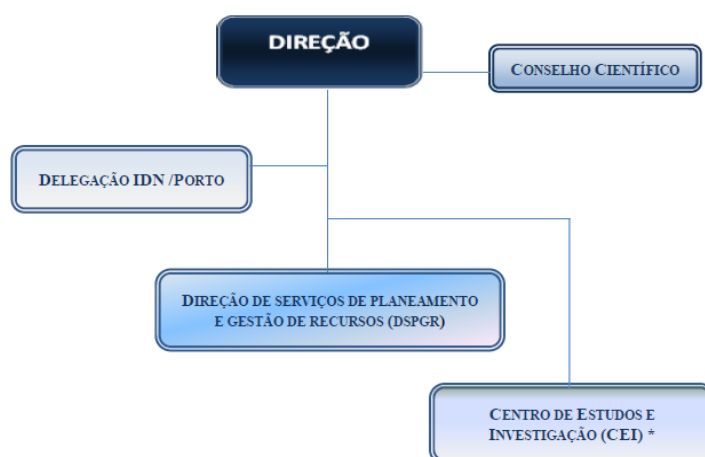 DIREÇÃO
CONSELHO CIENTÍFICO
DELEGAÇÃO IDN /PORTO
DIREÇÃO DE SERVIÇOS DE PLANEAMENTO
E GESTÃO DE RECURSOS (DSPGR)
CENTRO DE ESTUDOS E
INVESTIGAÇÃO (CEI) *